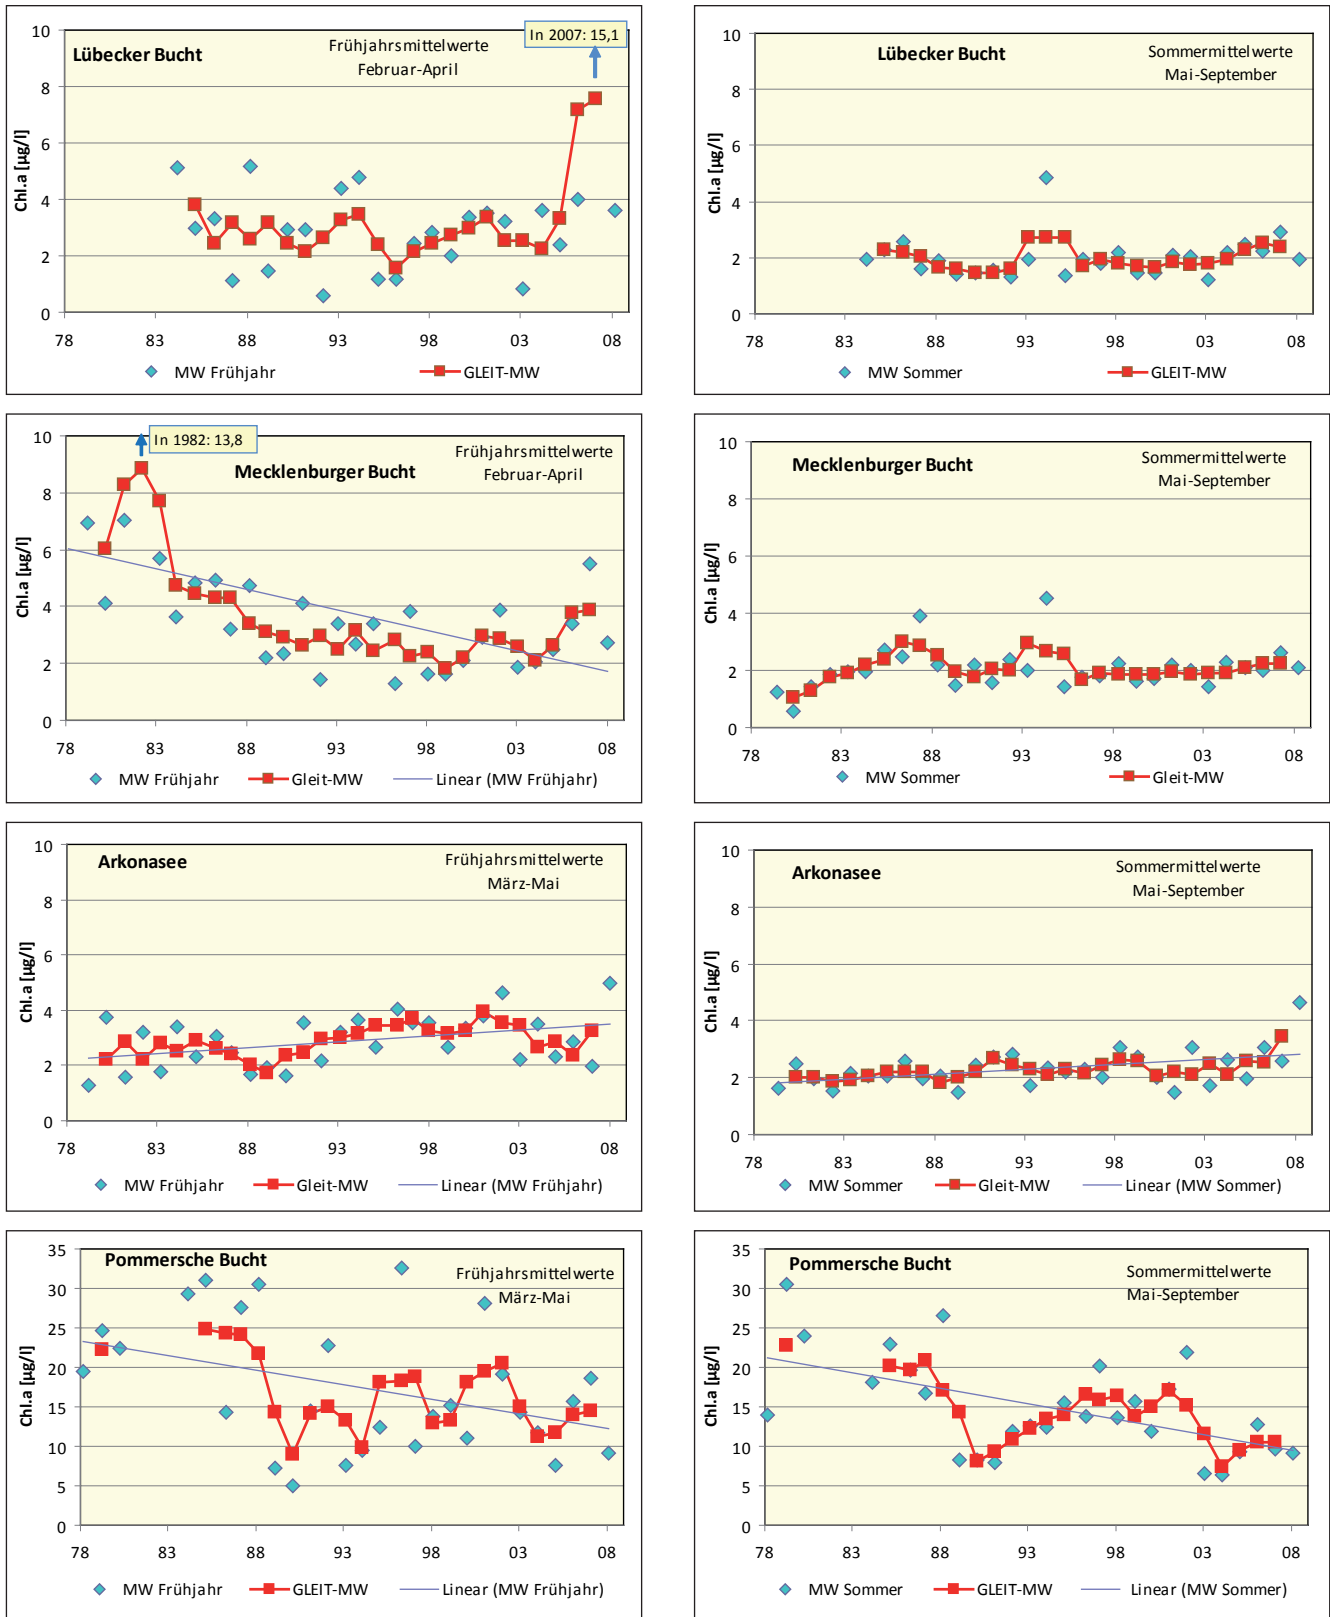 Lübecker Bucht
Frühjahrsmittelwerte
Februar-April
In 2007: 15,1
Chl.a [µg/l]
10
8
6
4
2
0
78 83 88 93 98 03 08
MW Frühjahr GLEIT-MW
Lübecker Bucht
Sommermittelwerte
Mai-September
Chl.a [µg/l]
10
8
6
4
2
0
78 83 88 93 98 03 08
MW Sommer GLEIT-MW
In 1982: 13,8
Mecklenburger Bucht
Frühjahrsmittelwerte
Februar-April
Chl.a [µg/l]
10
8
6
4
2
0
78 83 88 93 98 03 08
MW Frühjahr Gleit-MW Linear (MW Frühjahr)
Mecklenburger Bucht
Sommermittelwerte
Mai-September
Chl.a [µg/l]
10
8
6
4
2
0
78 83 88 93 98 03 08
MW Sommer Gleit-MW
Arkonasee
Frühjahrsmittelwerte
März-Mai
Chl.a [µg/l]
10
8
6
4
2
0
78 83 88 93 98 03 08
MW Frühjahr Gleit-MW Linear (MW Frühjahr)
Arkonasee
Sommermittelwerte
Mai-September
Chl.a [µg/l]
10
8
6
4
2
0
78 83 88 93 98 03 08
MW Sommer Gleit-MW Linear (MW Sommer)
Pommersche Bucht
Frühjahrsmittelwerte
März-Mai
Chl.a [µg/l]
35
30
25
20
15
10
5
0
78 83 88 93 98 03 08
MW Frühjahr GLEIT-MW Linear (MW Frühjahr)
Pommersche Bucht
Sommermittelwerte
Mai-September
Chl.a [µg/l]
35
30
25
20
15
10
5
0
78 83 88 93 98 03 08
MW Sommer GLEIT-MW Linear (MW Sommer)